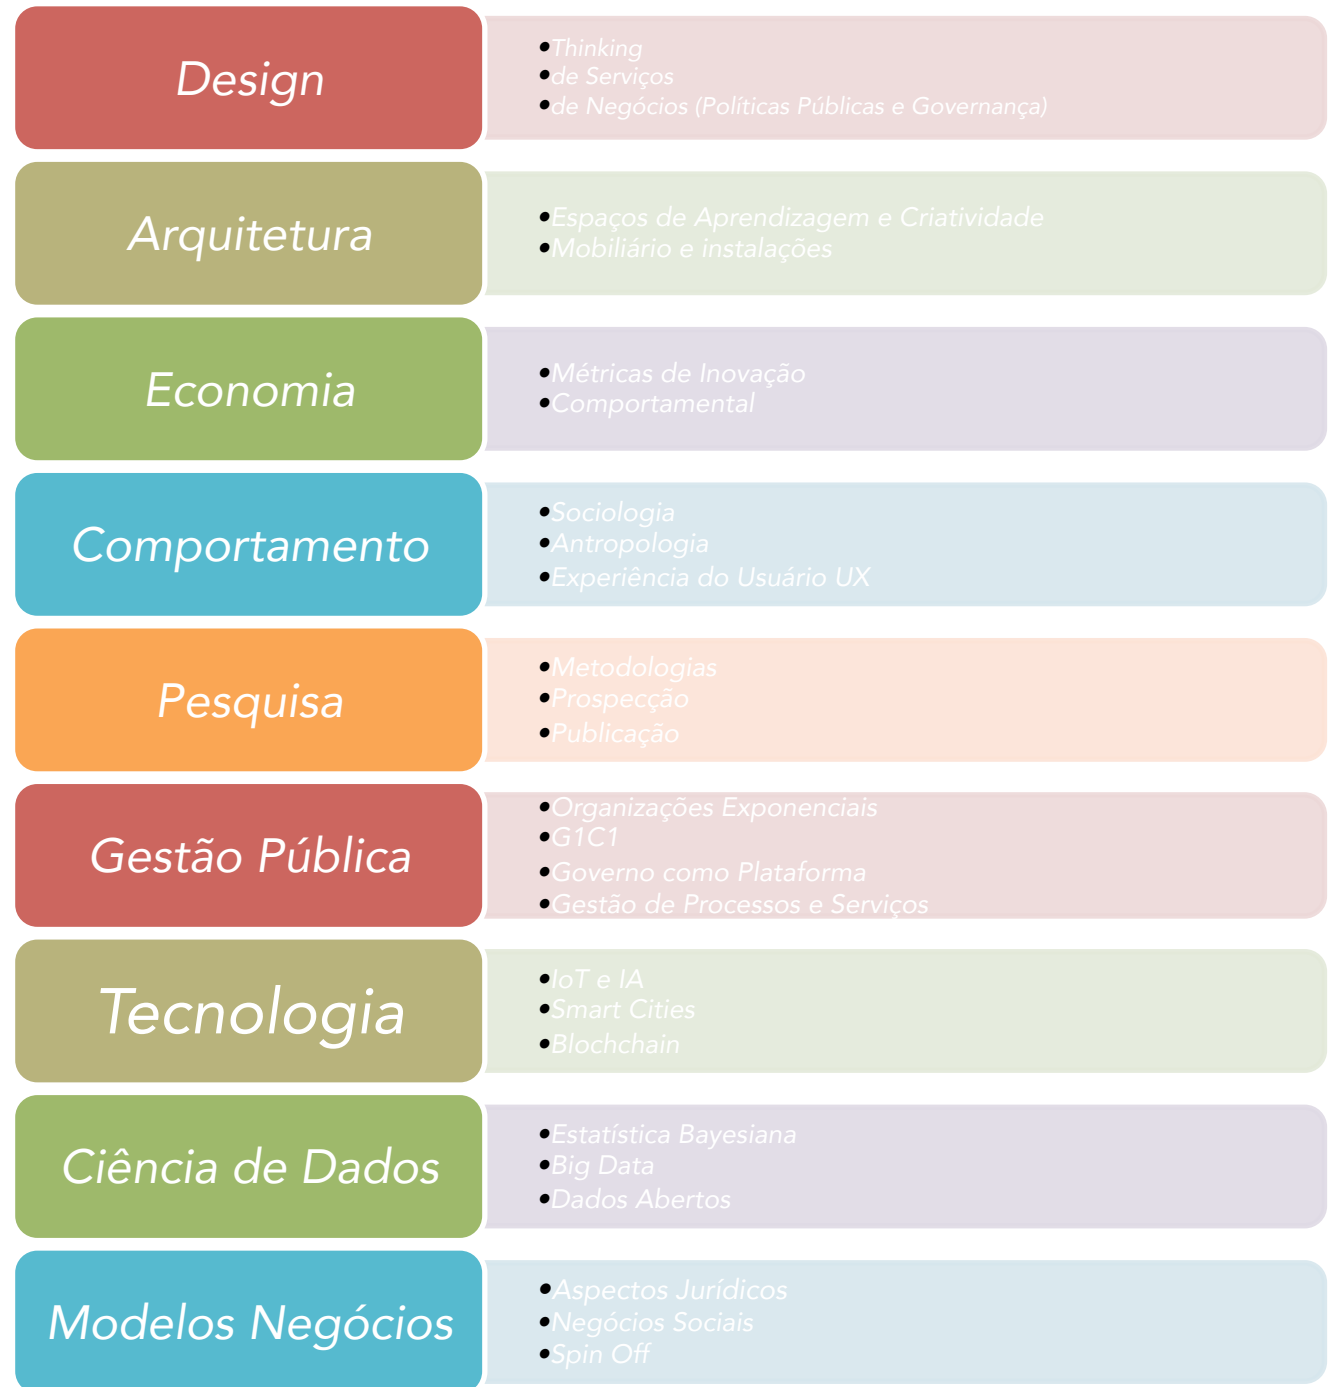 Design
•Thinking
•de Serviços
•de Negócios (Políticas Públicas e Governança)
Arquitetura
•Espaços de Aprendizagem e Criatividade
•Mobiliário e instalações
Economia
•Métricas de Inovação
•Comportamental
Comportamento
•Sociologia
•Antropologia
•Experiência do Usuário UX
Pesquisa
•Metodologias
•Prospecção
•Publicação
Gestão Pública
•Organizações Exponenciais
•G1C1
•Governo como Plataforma
•Gestão de Processos e Serviços
Tecnologia
•IoT e IA
•Smart Cities
•Blochchain
Ciência de Dados
•Estatística Bayesiana
•Big Data
•Dados Abertos
Modelos Negócios
•Aspectos Jurídicos
•Negócios Sociais
•Spin Off